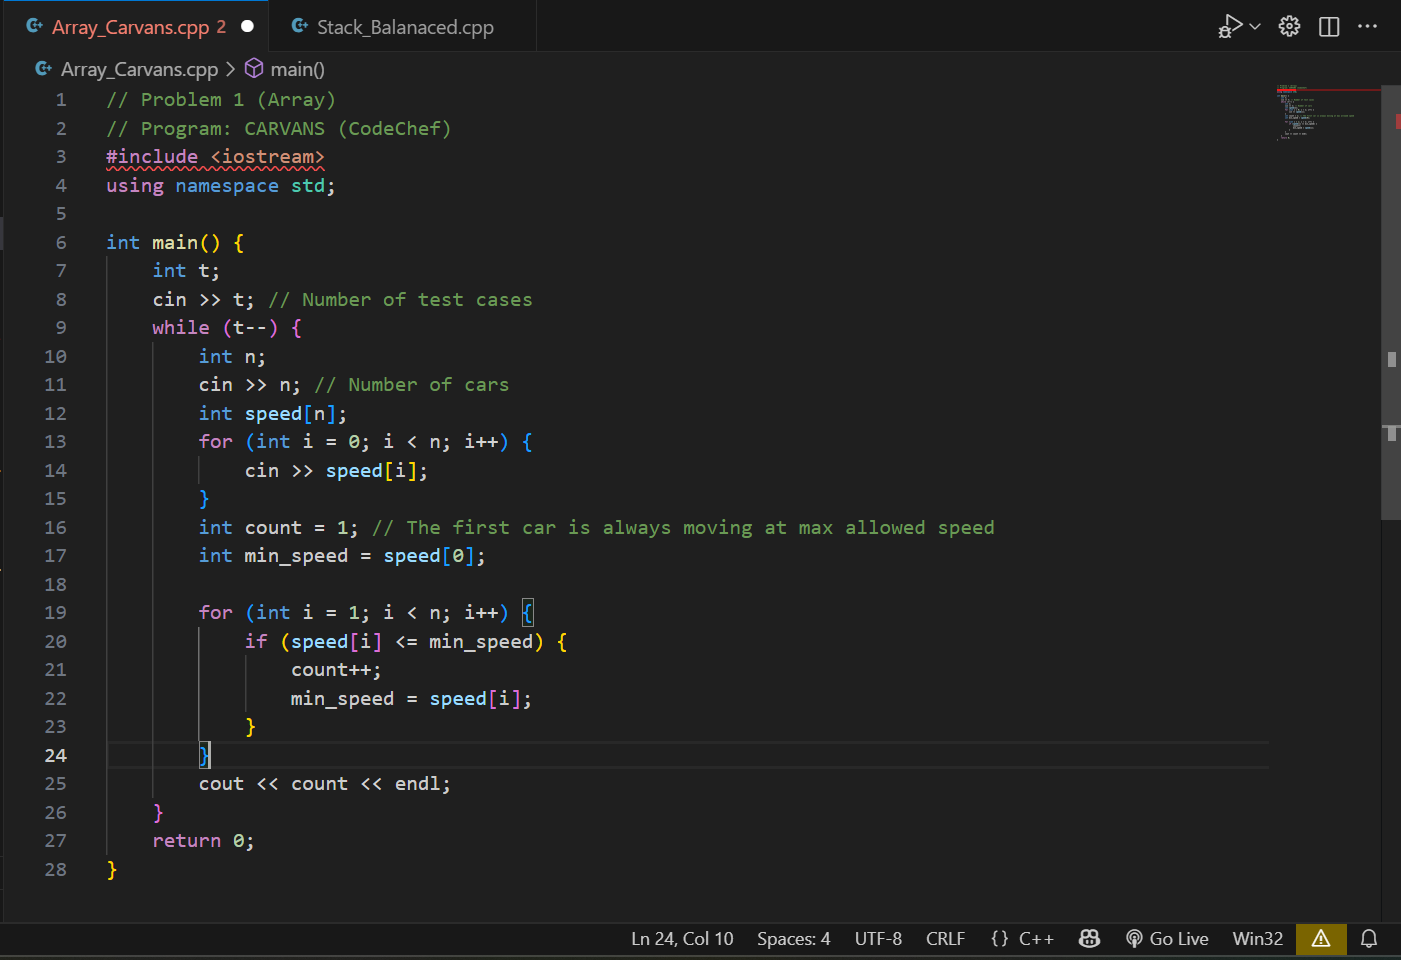 Array_Carvans.cpp 2
Stack_Balanaced.cpp
Array_Carvans.cpp > main()
1 // Problem 1 (Array)
2 // Program: CARVANS (CodeChef)
3 #include <iostream>
4 using namespace std;
5
6 int main() {
7 int t;
8 cin >> t; // Number of test cases
9 while (t--) {
10 int n;
11 cin >> n; // Number of cars
12 int speed[n];
13 for (int i = 0; i < n; i++) {
14 cin >> speed[i];
15 }
16 int count = 1; // The first car is always moving at max allowed speed
17 int min_speed = speed[0];
18
19 for (int i = 1; i < n; i++) {
20 if (speed[i] <= min_speed) {
21 count++;
22 min_speed = speed[i];
23 }
24 }
25 cout << count << endl;
26 }
27 return 0;
28 }
Ln 24, Col 10 Spaces: 4 UTF-8 CRLF {} C++ Go Live Win32